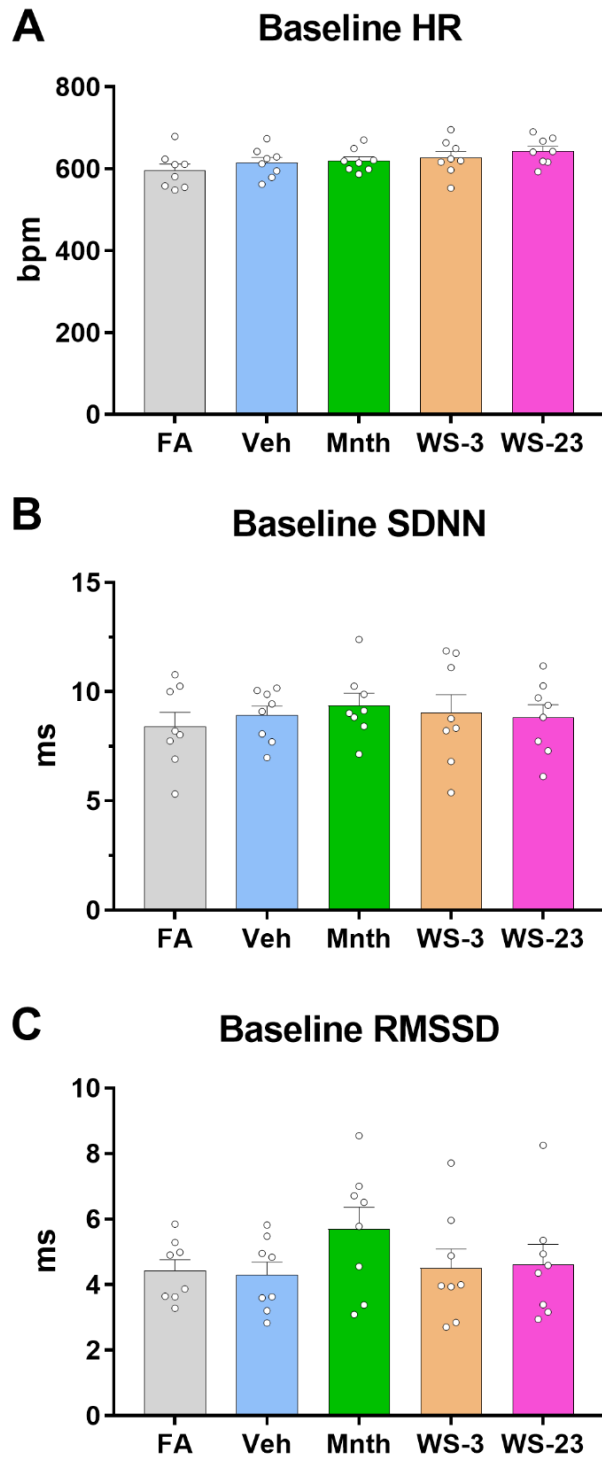 A
Baseline HR
800
600
400
200
0
bpm
FA Veh Mnth WS-3 WS-23
B
Baseline SDNN
15
10
5
0
ms
FA Veh Mnth WS-3 WS-23
C
Baseline RMSSD
10
8
6
4
2
0
ms
FA Veh Mnth WS-3 WS-23